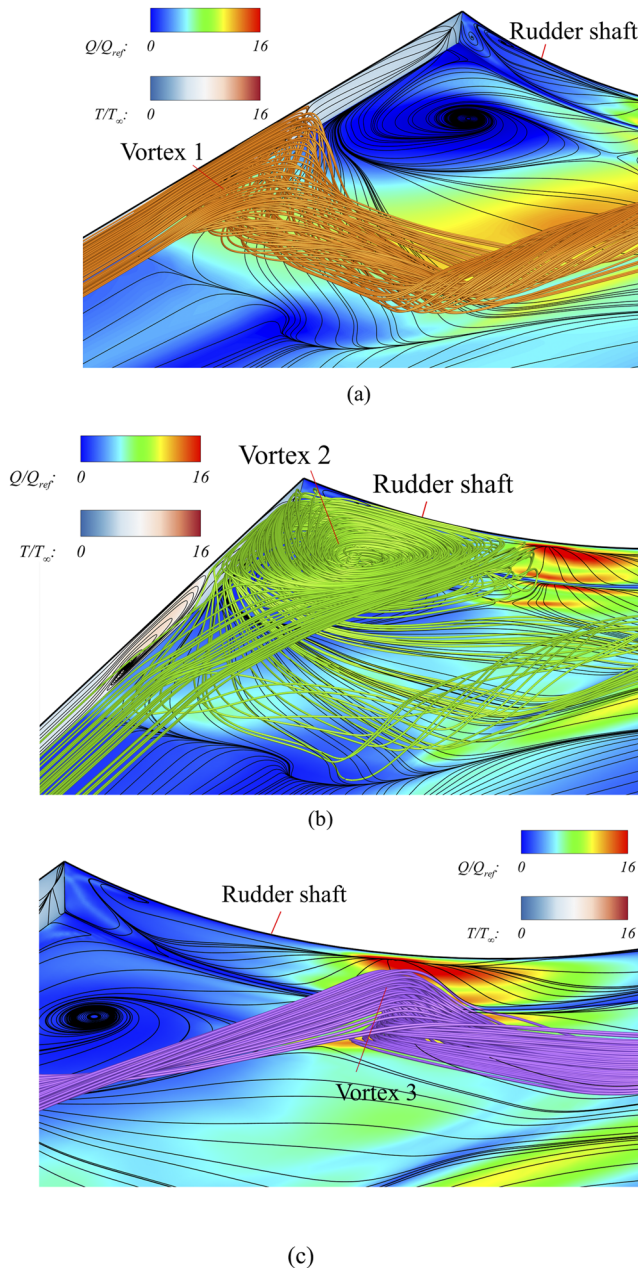 Rudder shaft
Q/Qref:
0
16
T/T∞:
0
16
Vortex 1
(a)
Vortex 2
Q/Qref:
0
16
Rudder shaft
T/T∞:
0
16
(b)
Q/Qref:
0
16
Rudder shaft
T/T∞:
0
16
Vortex 3
(c)